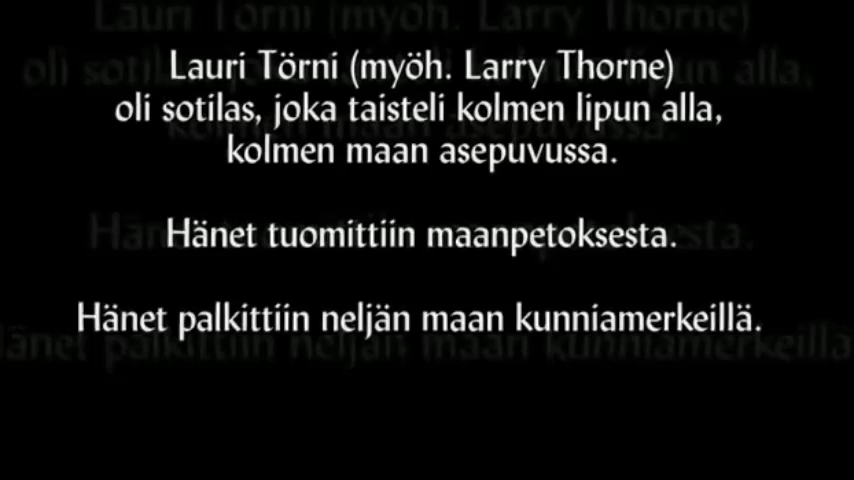 Lauri Törni (myöh. Larry Thorne)
oli sotilas, joka taisteli kolmen lipun alla,
kolmen maan asepuvussa.
Hänet tuomittiin maanpetoksesta.
Hänet palkittiin neljän maan kunniamerkeillä.